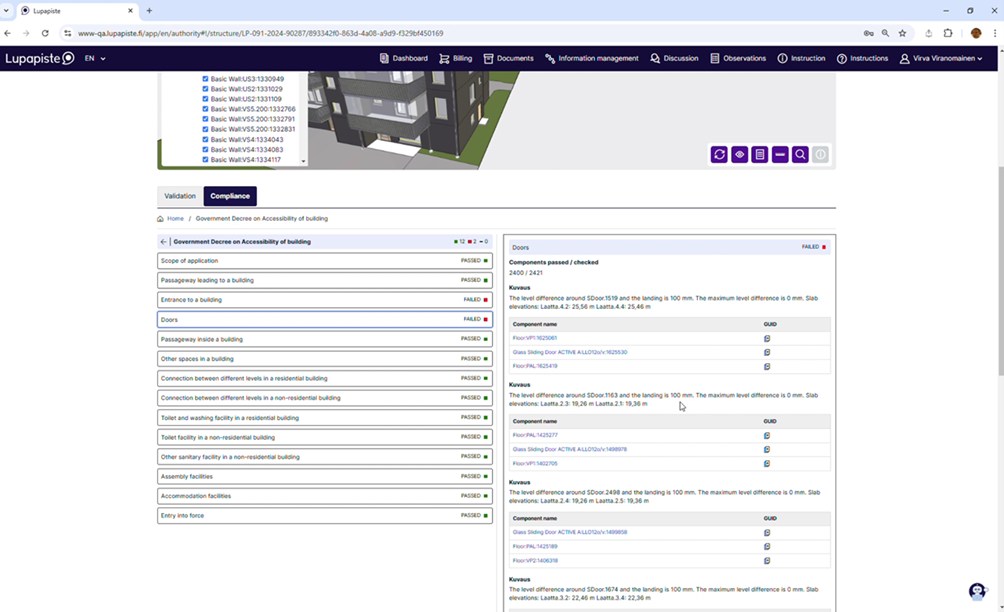 Lupapiste
www-qa.lupapiste.fi/app/en/authority#!/structure/LP-091-2024-90287/893342f0-863d-4a08-a9d9-f329bf450169
Lupapiste EN Dashboard Billing Documents Information management Discussion Observations Instruction Instructions Virva Viranomainen
Basic Wall:US3:1330949
Basic Wall:US2:1331029
Basic Wall:US2:1331109
Basic Wall:VS5.200:1332766
Basic Wall:VS5.200:1332791
Basic Wall:VS5.200:1332831
Basic Wall:VS4:1334043
Basic Wall:VS4:1334083
Basic Wall:VS4:1334117
Validation Compliance
Home / Government Decree on Accessibility of building
Government Decree on Accessibility of building 12 2 0
Scope of application PASSED
Passageway leading to a building PASSED
Entrance to a building FAILED
Doors FAILED
Passageway inside a building PASSED
Other spaces in a building PASSED
Connection between different levels in a residential building PASSED
Connection between different levels in a non-residential building PASSED
Toilet and washing facility in a residential building PASSED
Toilet facility in a non-residential building PASSED
Other sanitary facility in a non-residential building PASSED
Assembly facilities PASSED
Accommodation facilities PASSED
Entry into force PASSED
Doors FAILED
Components passed / checked
2400 / 2421
Kuvaus
The level difference around SDoor.1519 and the landing is 100 mm. The maximum level difference is 0 mm. Slab
elevations: Laatta.4.2: 25,56 m Laatta.4.4: 25,46 m
Component name GUID
Floor:VP1:1625061
Glass Sliding Door ACTIVE A:LLO12o/v:1625530
Floor:PAL:1625419
Kuvaus
The level difference around SDoor.1163 and the landing is 100 mm. The maximum level difference is 0 mm. Slab
elevations: Laatta.2.3: 19,26 m Laatta.2.1: 19,36 m
Component name GUID
Floor:PAL:1425277
Glass Sliding Door ACTIVE A:LLO12o/v:1498978
Floor:VP1:1402705
Kuvaus
The level difference around SDoor.2498 and the landing is 100 mm. The maximum level difference is 0 mm. Slab
elevations: Laatta.2.4: 19,26 m Laatta.2.5: 19,36 m
Component name GUID
Glass Sliding Door ACTIVE A:LLO12o/v:1499858
Floor:PAL:1425189
Floor:VP2:1406318
Kuvaus
The level difference around SDoor.1674 and the landing is 100 mm. The maximum level difference is 0 mm. Slab
elevations: Laatta.3.2: 22,46 m Laatta.3.4: 22,36 m